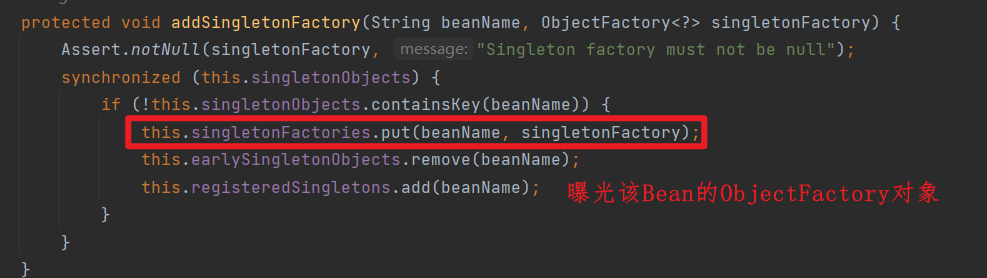 protected void addSingletonFactory(String beanName, ObjectFactory<?> singletonFactory) {
    Assert.notNull(singletonFactory, message: "Singleton factory must not be null");
    synchronized (this.singletonObjects) {
        if (!this.singletonObjects.containsKey(beanName)) {
            this.singletonFactories.put(beanName, singletonFactory);
            this.earlySingletonObjects.remove(beanName);
            this.registeredSingletons.add(beanName);
曝光该Bean的ObjectFactory对象
        }
    }
}